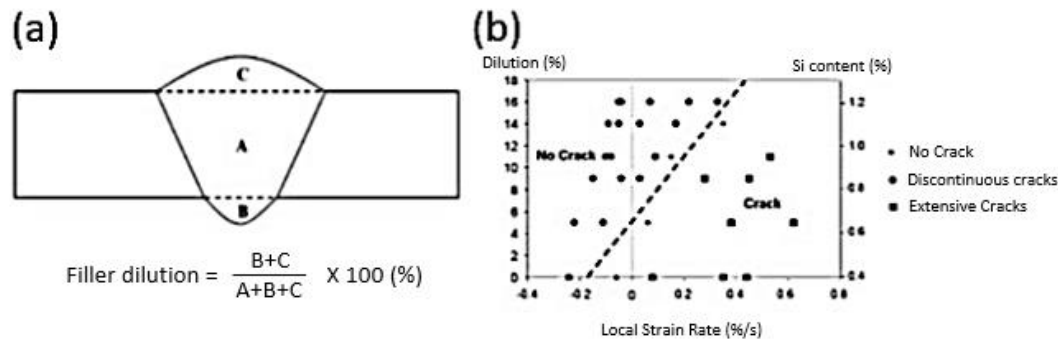 (a)
C
A
B
Filler dilution = B+C / A+B+C X 100 (%)
(b)
Dilution (%)
Si content (%)
18
16
14
12
10
8
6
4
2
0
1.2
1.0
0.8
0.6
0.4
No Crack
Crack
-0.4
-0.2
0
0.2
0.4
0.6
0.8
Local Strain Rate (%/s)
No Crack
Discontinuous cracks
Extensive Cracks